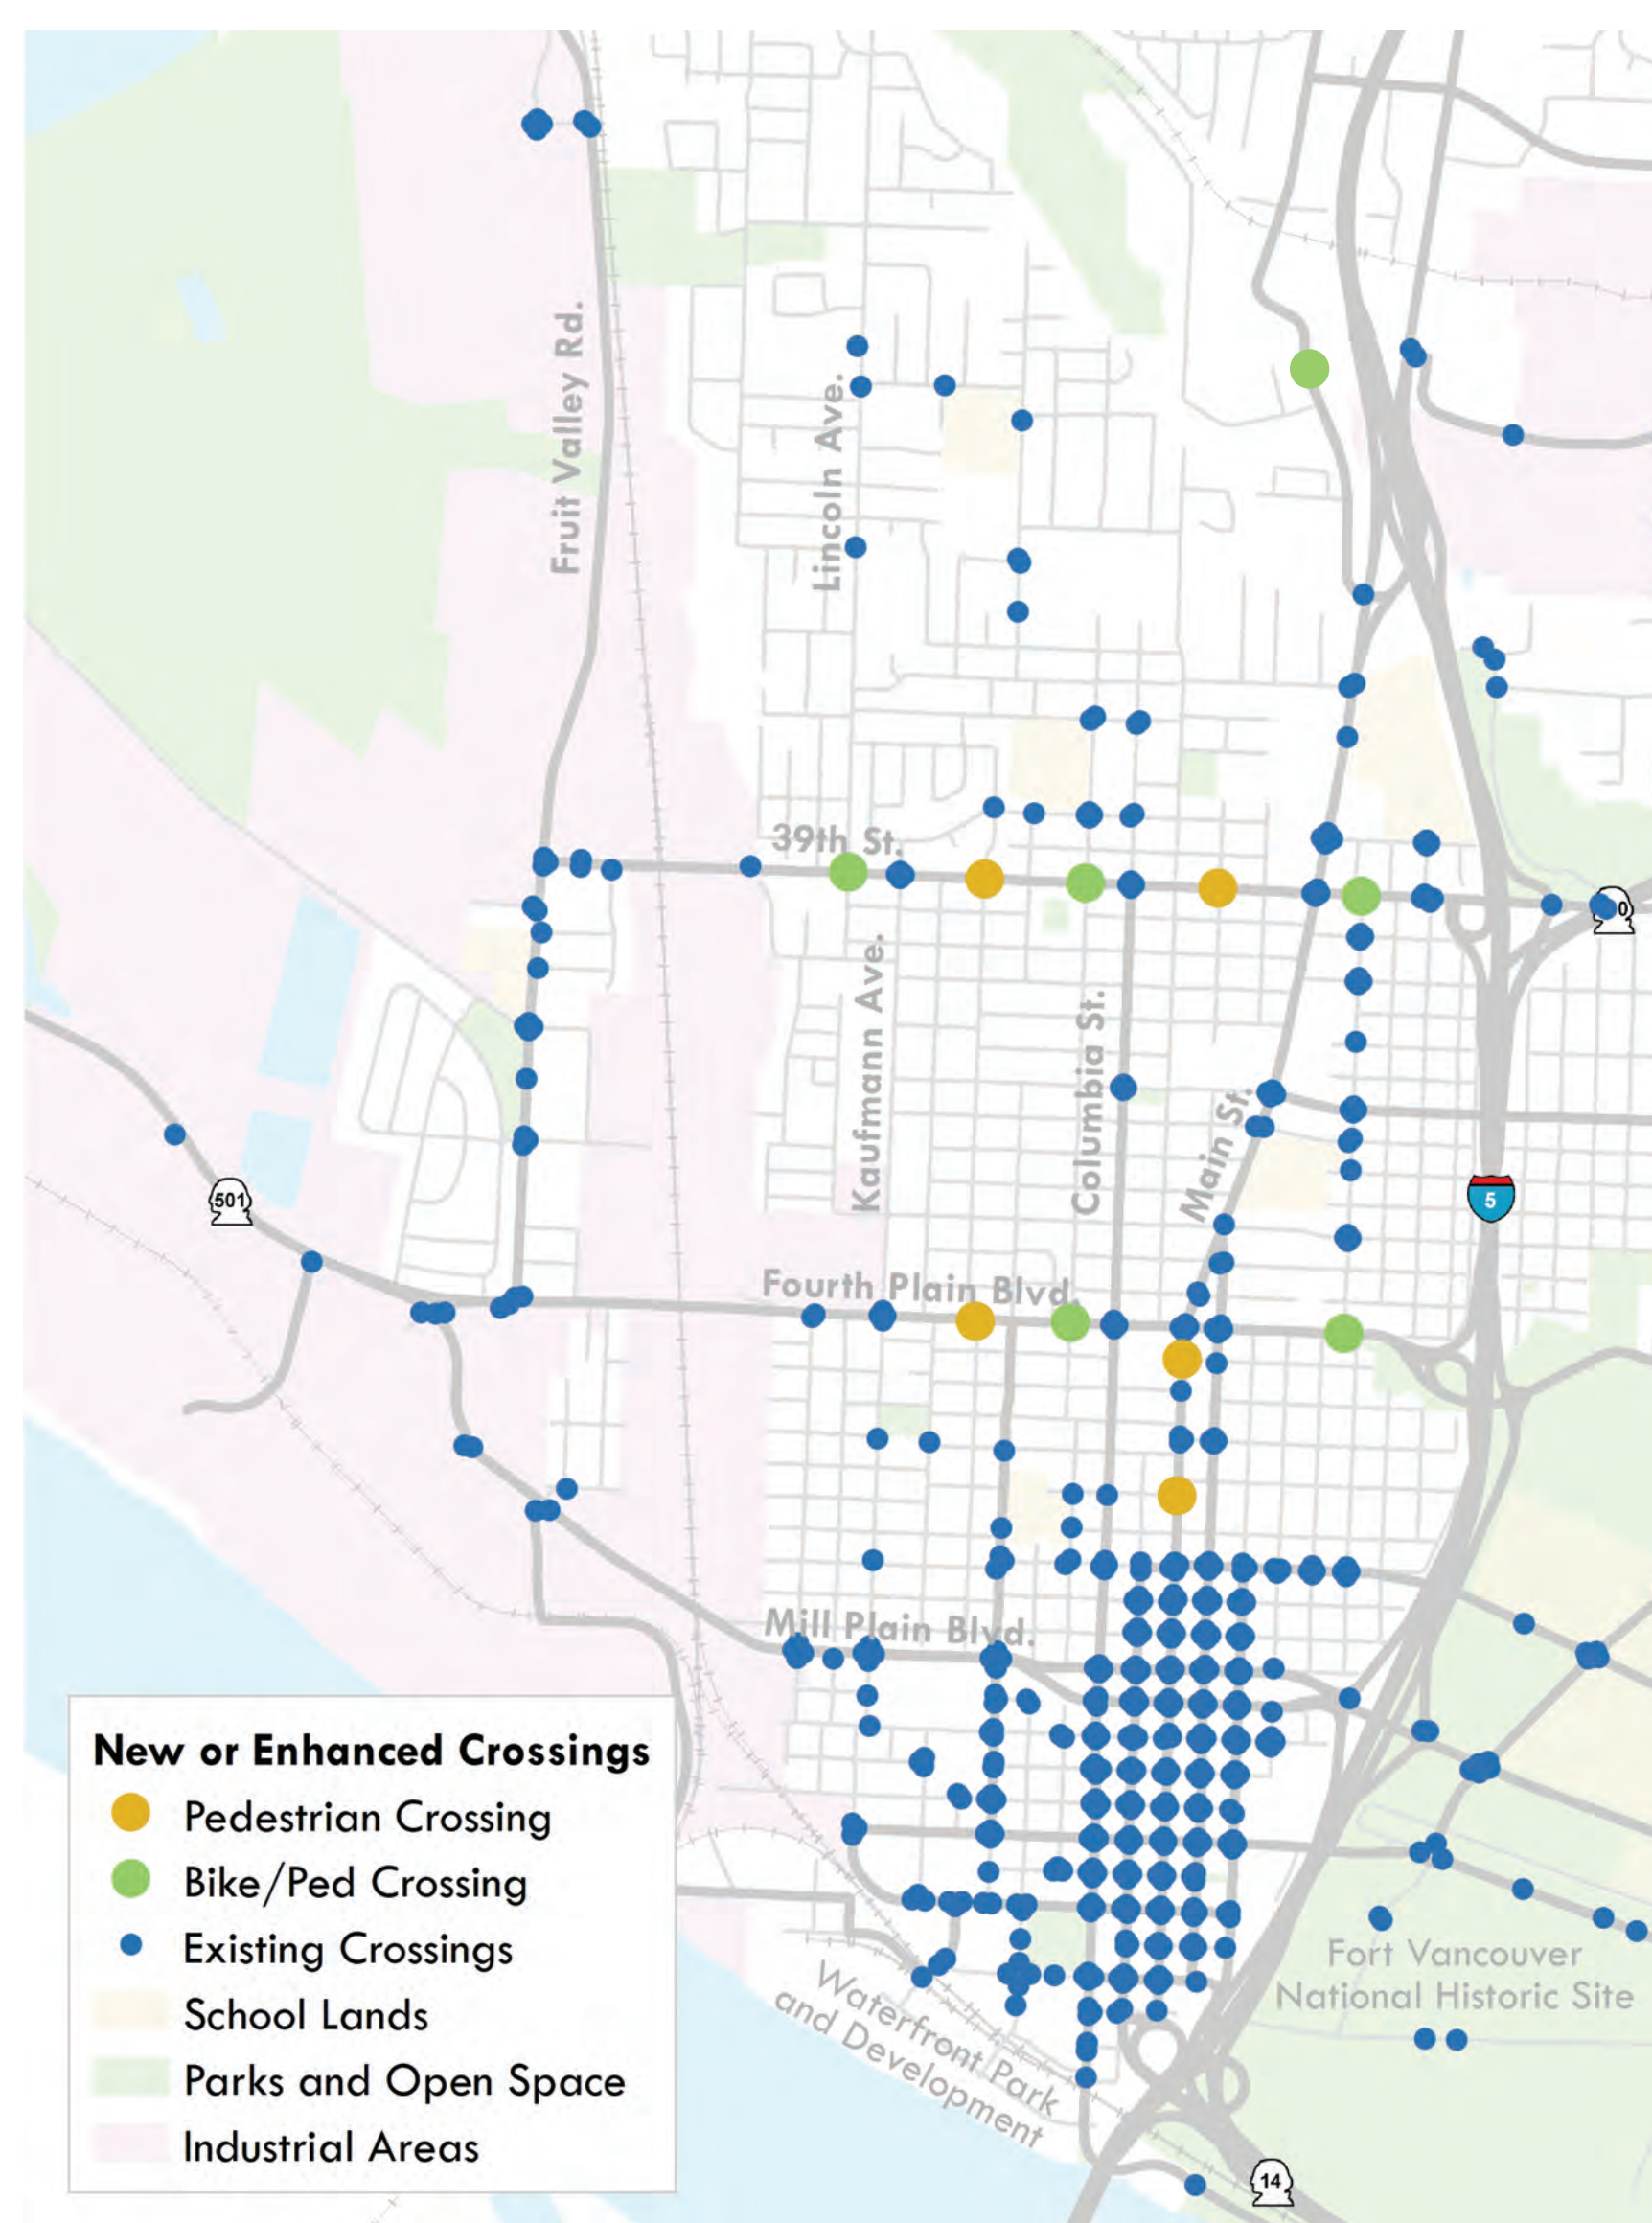 Fruit Valley Rd.
Lincoln Ave.
39th St.
Kaufmann Ave.
Columbia St.
Main St.
501
5
Fourth Plain Blvd.
Mill Plain Blvd.
New or Enhanced Crossings
Pedestrian Crossing
Bike/Ped Crossing
Existing Crossings
School Lands
Parks and Open Space
Industrial Areas
Waterfront Park
and Development
Fort Vancouver
National Historic Site
14